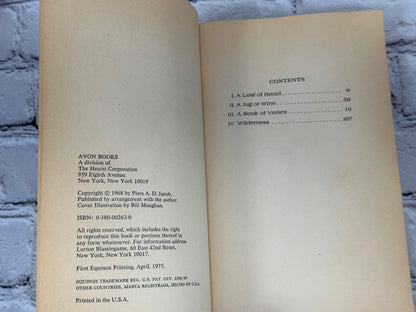 AVON BOOKS
A division of
The Hearst Corporation
959 Eighth Avenue
New York, New York 10019
Copyright © 1968 by Piers A. D. Jacob.
Published by arrangement with the author.
Cover Illustration by Bill Maughan.
ISBN: 0-380-00262-0
All rights reserved, which includes the right
to reproduce this book or portions thereof in
any form whatsoever. For information address
Lurton Blassingame, 60 East 42nd Street,
New York, New York 10017.
First Equinox Printing, April, 1975.
EQUINOX TRADEMARK REG. U.S. PAT. OFF. AND IN
OTHER COUNTRIES, MARCA REGISTRADA, HECHO EN U.S.A.
Printed in the U.S.A.
CONTENTS
I. A Loaf of Bread 9
II. A Jug of Wine 59
III. A Book of Verses 111
IV. Wilderness 167